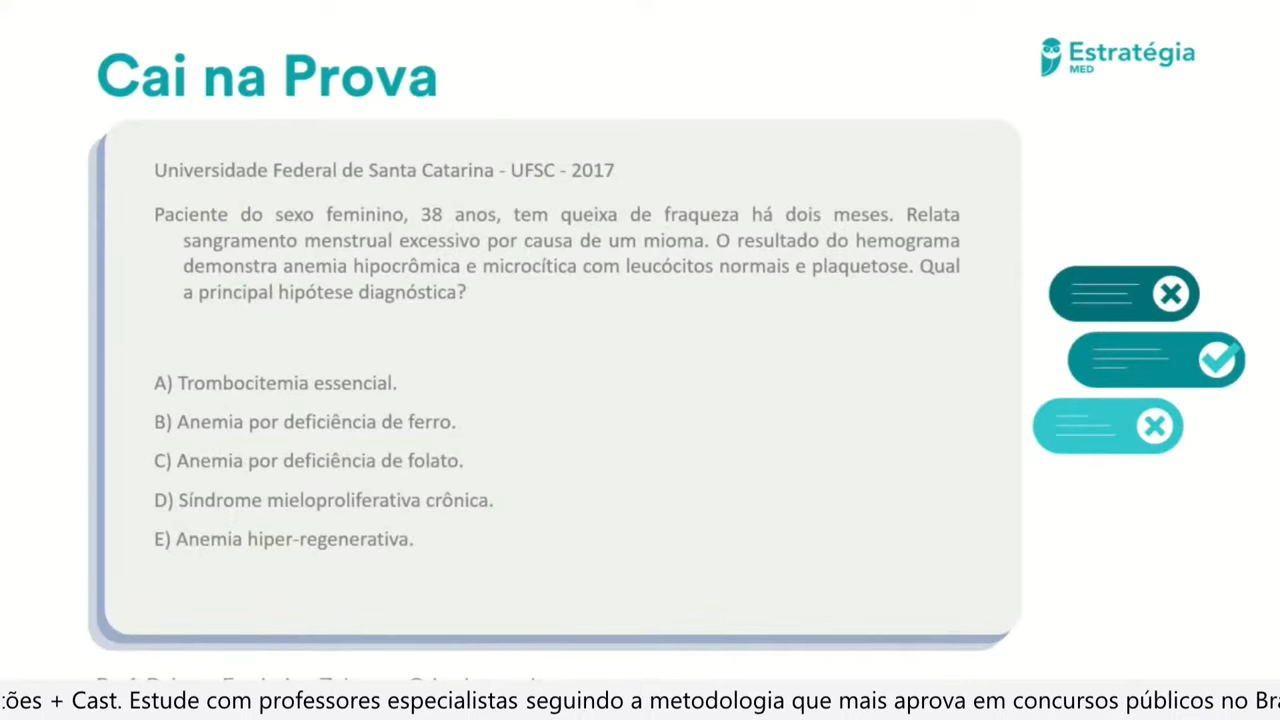 Cai na Prova
Estratégia
MED
Universidade Federal de Santa Catarina - UFSC - 2017
Paciente do sexo feminino, 38 anos, tem queixa de fraqueza há dois meses. Relata
sangramento menstrual excessivo por causa de um mioma. O resultado do hemograma
demonstra anemia hipocrômica e microcítica com leucócitos normais e plaquetose. Qual
a principal hipótese diagnóstica?
A) Trombocitemia essencial.
B) Anemia por deficiência de ferro.
C) Anemia por deficiência de folato.
D) Síndrome mieloproliferativa crônica.
E) Anemia hiper-regenerativa.
+ Cast. Estude com professores especialistas seguindo a metodologia que mais aprova em concursos públicos no